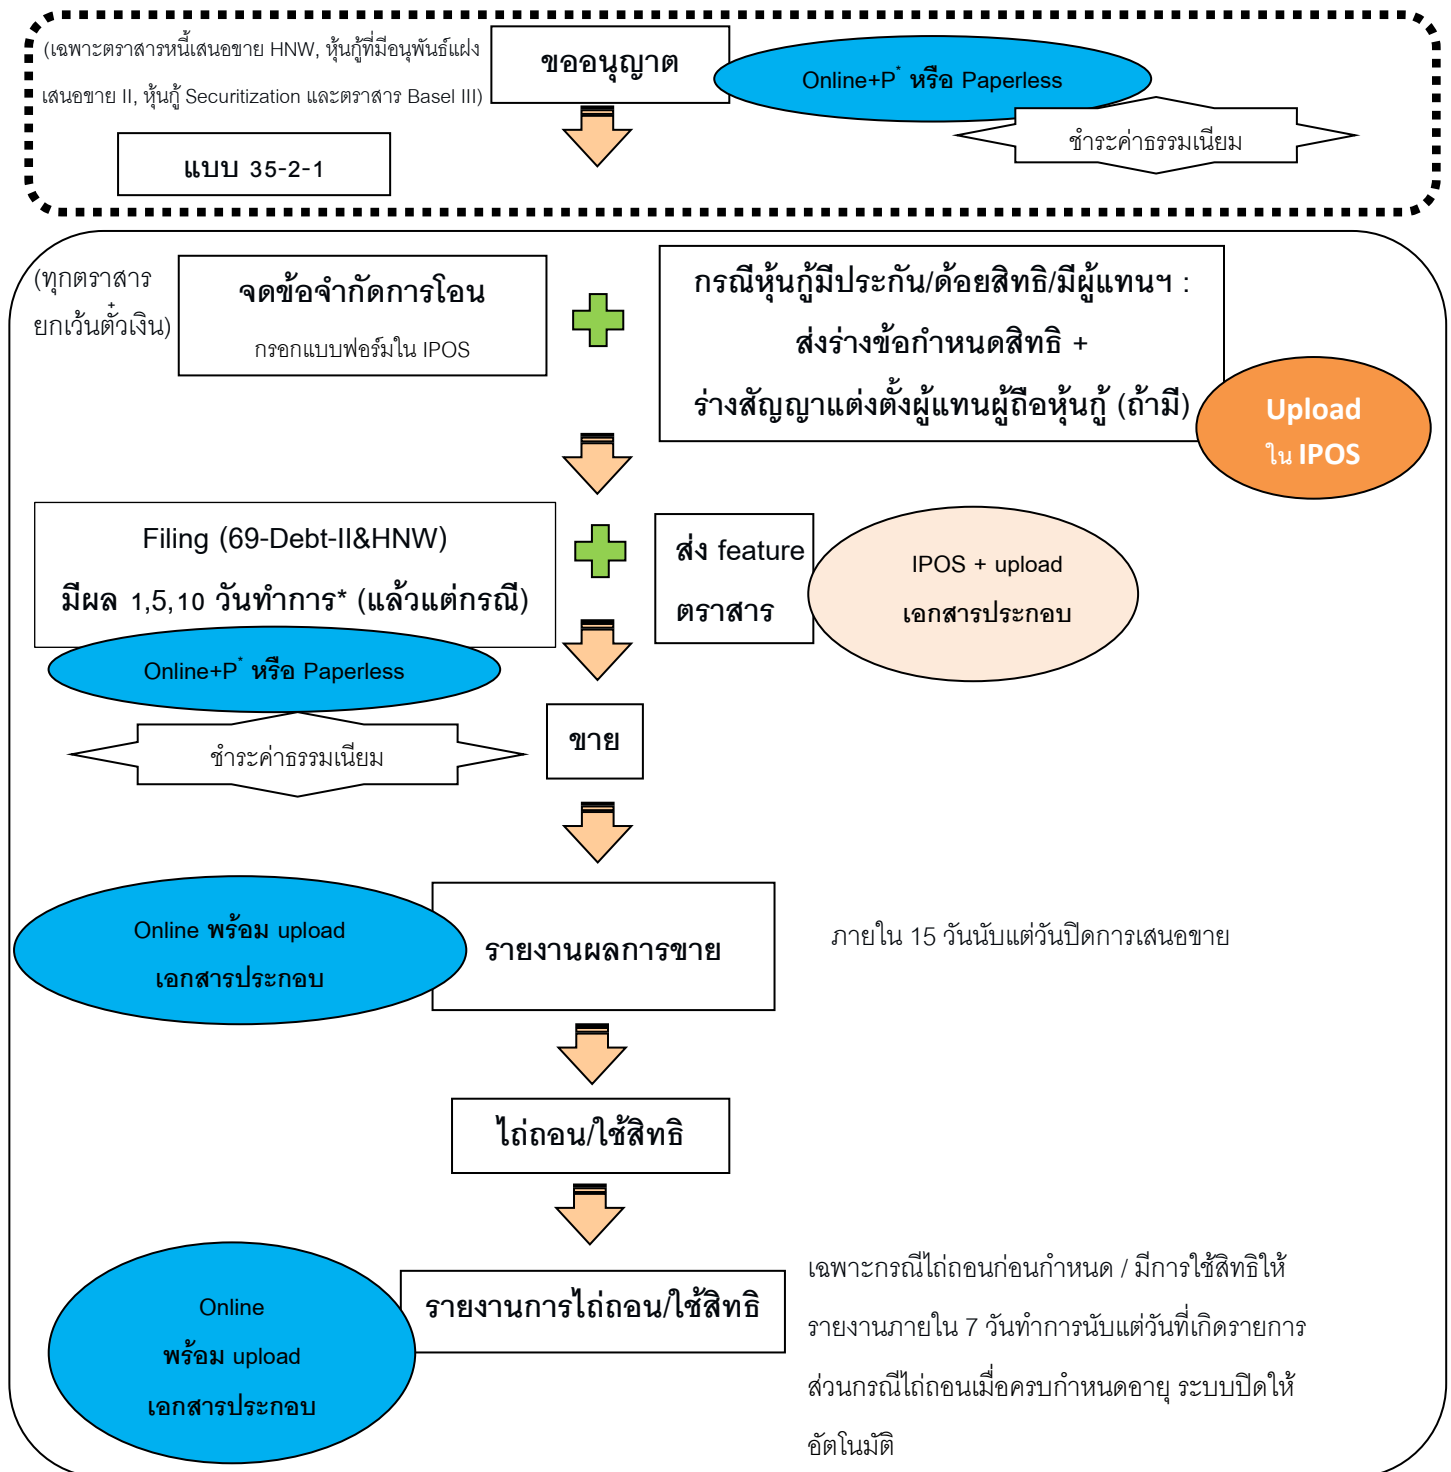 (เฉพาะตราสารหนี้เสนอขาย HNW, หุ้นกู้ที่มีอนุพันธ์แฝง
เสนอขาย II, หุ้นกู้ Securitization และตราสาร Basel III)
ขออนุญาต
Online+P* หรือ Paperless
ชำระค่าธรรมเนียม
แบบ 35-2-1
(ทุกตราสาร
ยกเว้นตั๋วเงิน)
จดข้อจำกัดการโอน
กรอกแบบฟอร์มใน IPOS
กรณีหุ้นกู้มีประกัน/ด้อยสิทธิ/มีผู้แทนฯ :
ส่งร่างข้อกำหนดสิทธิ +
ร่างสัญญาแต่งตั้งผู้แทนผู้ถือหุ้นกู้ (ถ้ามี)
Upload
ใน IPOS
Filing (69-Debt-II&HNW)
มีผล 1,5,10 วันทำการ* (แล้วแต่กรณี)
ส่ง feature
ตราสาร
IPOS + upload
เอกสารประกอบ
Online+P* หรือ Paperless
ชำระค่าธรรมเนียม
ขาย
Online พร้อม upload
เอกสารประกอบ
รายงานผลการขาย
ภายใน 15 วันนับแต่วันปิดการเสนอขาย
ไถ่ถอน/ใช้สิทธิ
Online
พร้อม upload
เอกสารประกอบ
รายงานการไถ่ถอน/ใช้สิทธิ
เฉพาะกรณีไถ่ถอนก่อนกำหนด / มีการใช้สิทธิให้
รายงานภายใน 7 วันทำการนับแต่วันที่เกิดรายการ
ส่วนกรณีไถ่ถอนเมื่อครบกำหนดอายุ ระบบปิดให้
อัตโนมัติ